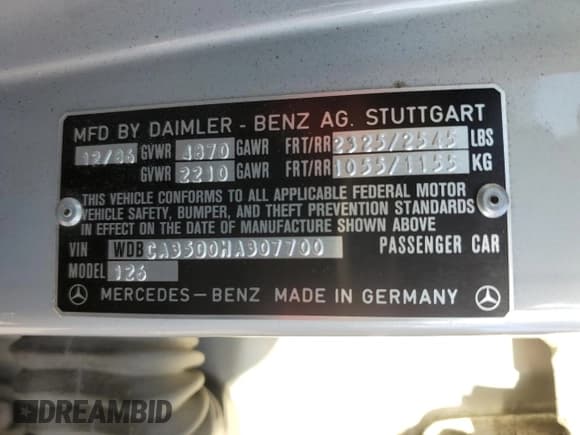 MFD BY DAIMLER - BENZ AG. STUTTGART
12/86 GVWR 4870 GAWR FRT/RR 2325/2545 LBS
GVWR 2210 GAWR FRT/RR 1055/1155 KG
THIS VEHICLE CONFORMS TO ALL APPLICABLE FEDERAL MOTOR
VEHICLE SAFETY, BUMPER, AND THEFT PREVENTION STANDARDS
IN EFFECT ON THE DATE OF MANUFACTURE SHOWN ABOVE
VIN WDBCA35D0HA307700 PASSENGER CAR
MODEL 126
MERCEDES-BENZ MADE IN GERMANY
DREAMBID